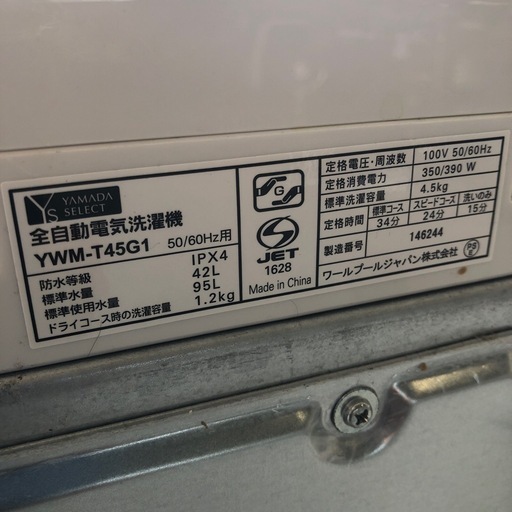 YS YAMADA SELECT
全自動電気洗濯機
YWM-T45G1 50/60Hz用
防水等級 IPX4
標準水量 42L
標準使用水量 95L
ドライコース時の洗濯容量 1.2kg
G
S
JET
1628
Made in China
定格電圧・周波数 100V 50/60Hz
定格消費電力 350/390 W
標準洗濯容量 4.5kg
定格時間 標準コース スピードコース 洗いのみ
34分 24分 15分
製造番号 146244
ワールプールジャパン株式会社 PSE